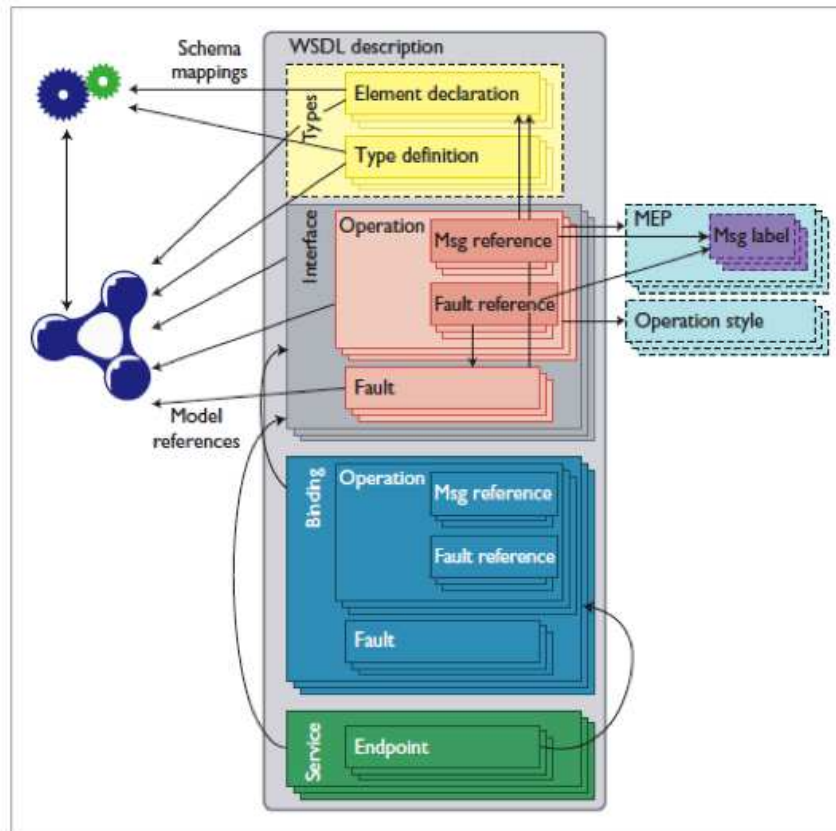 WSDL description
Schema
mappings
Types
Element declaration
Type definition
Interface
Operation
Msg reference
Fault reference
Fault
MEP
Msg label
Operation style
Model
references
Binding
Operation
Msg reference
Fault reference
Fault
Service
Endpoint